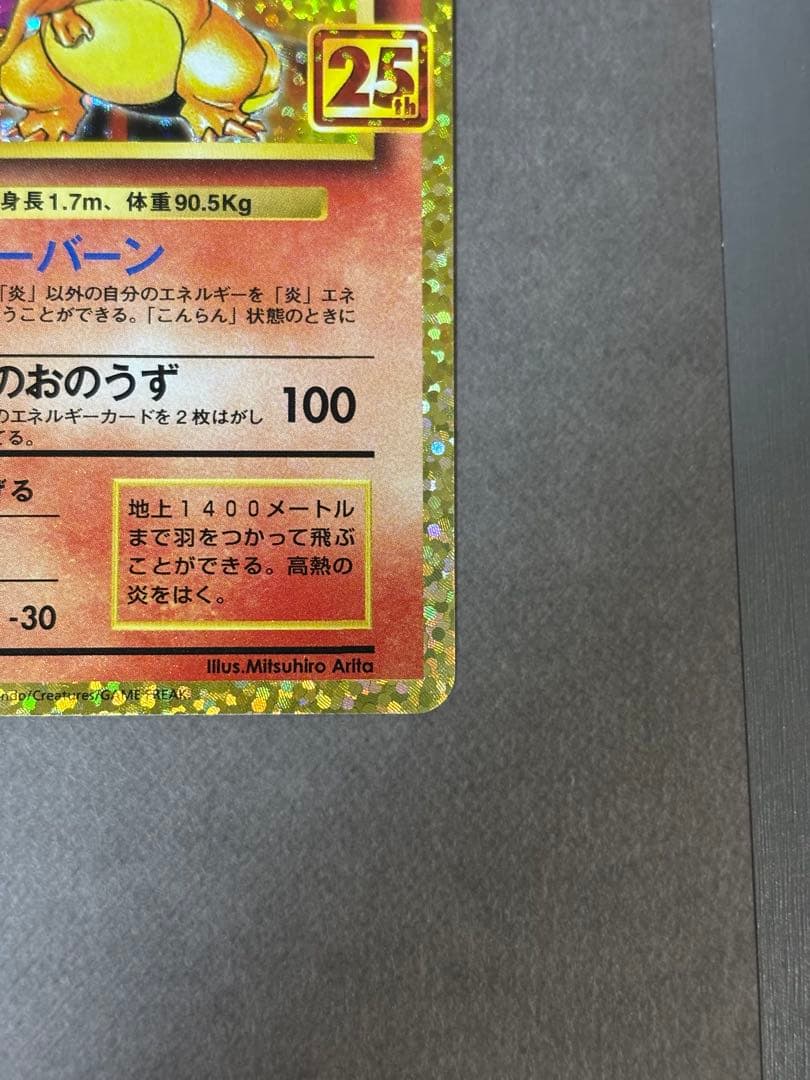 25th
身長1.7m、体重90.5Kg
ーバーン
「炎」以外の自分のエネルギーを「炎」エネ
うことができる。「こんらん」状態のときに
のおのうず 100
のエネルギーカードを2枚はがし
てる。
げる
地上1400メートル
まで羽をつかって飛ぶ
ことができる。高熱の
炎をはく。
-30
Illus.Mitsuhiro Arita
ndo/Creatures/GAME FREAK